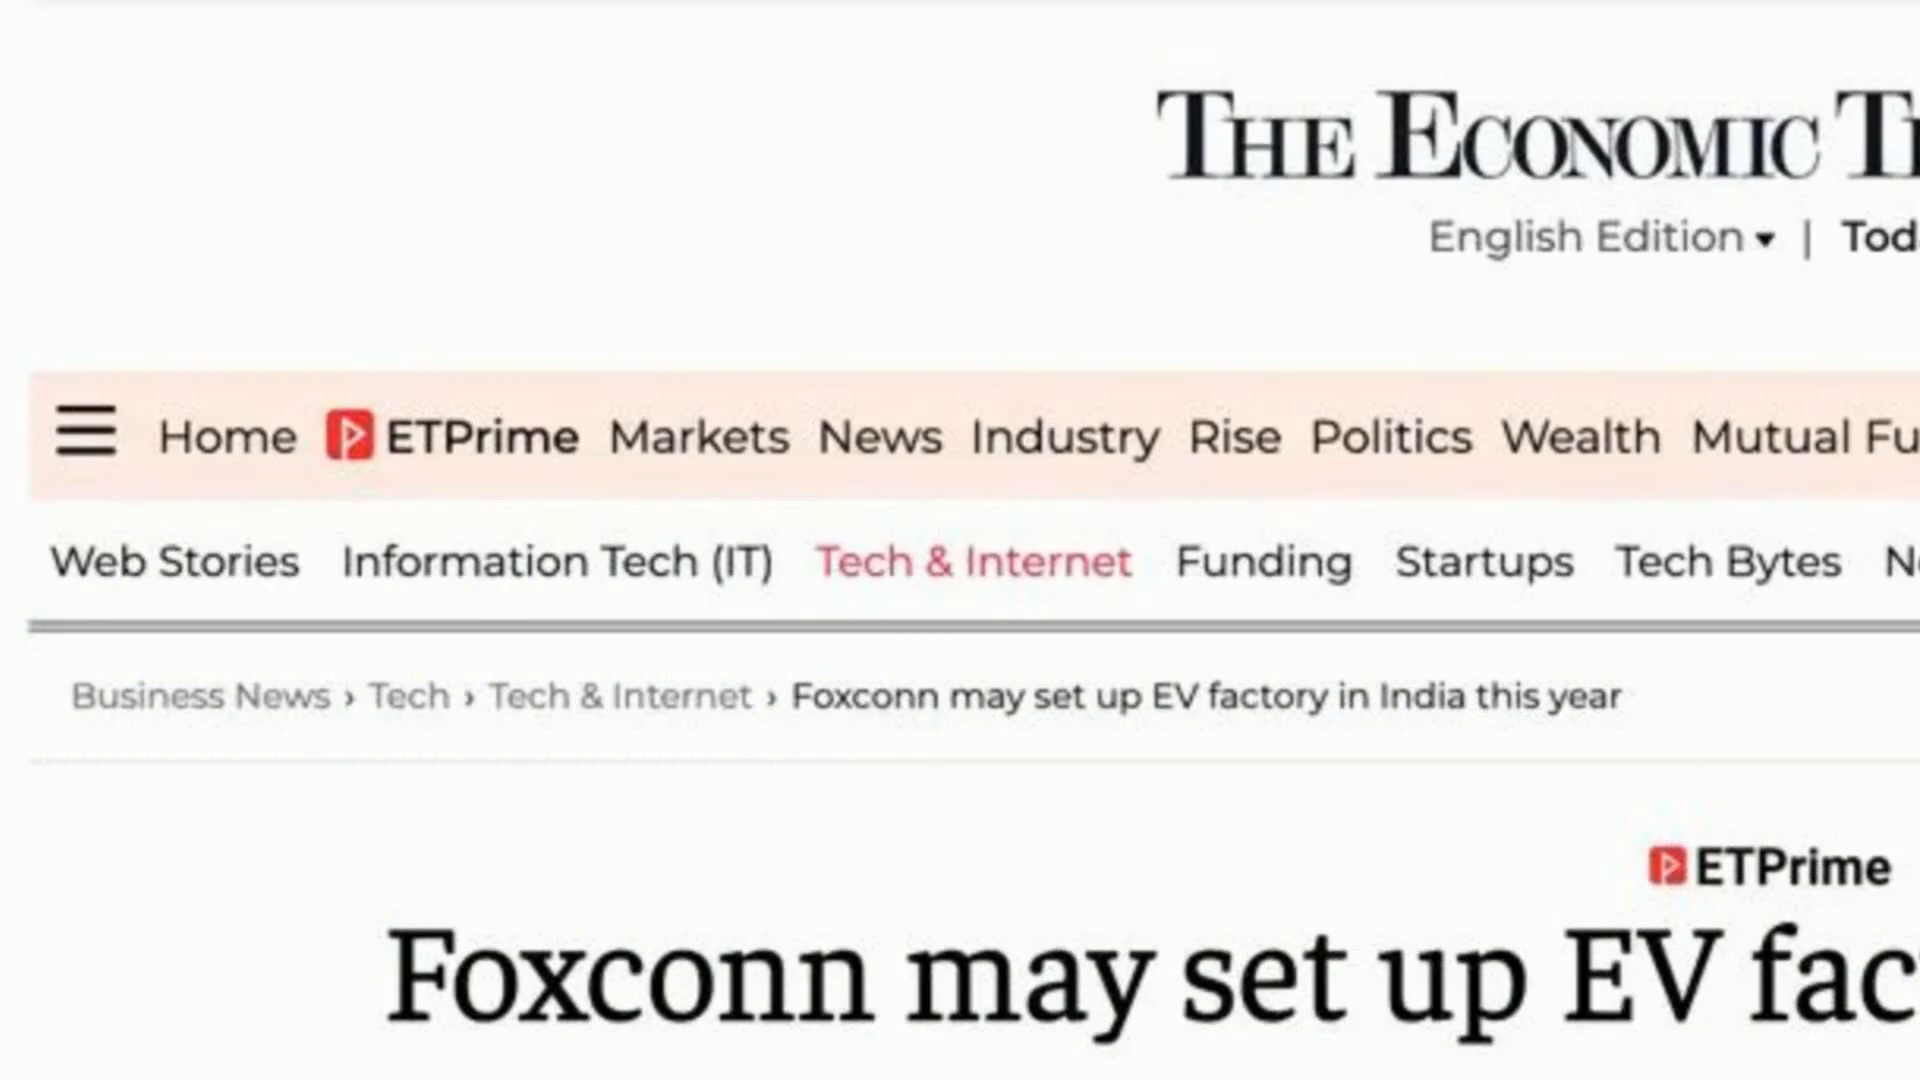 THE ECONOMIC
English Edition |
Home ETPrime Markets News Industry Rise Politics Wealth Mutual
Web Stories Information Tech (IT) Tech & Internet Funding Startups Tech Bytes
Business News › Tech › Tech & Internet › Foxconn may set up EV factory in India this year
ETPrime
Foxconn may set up EV